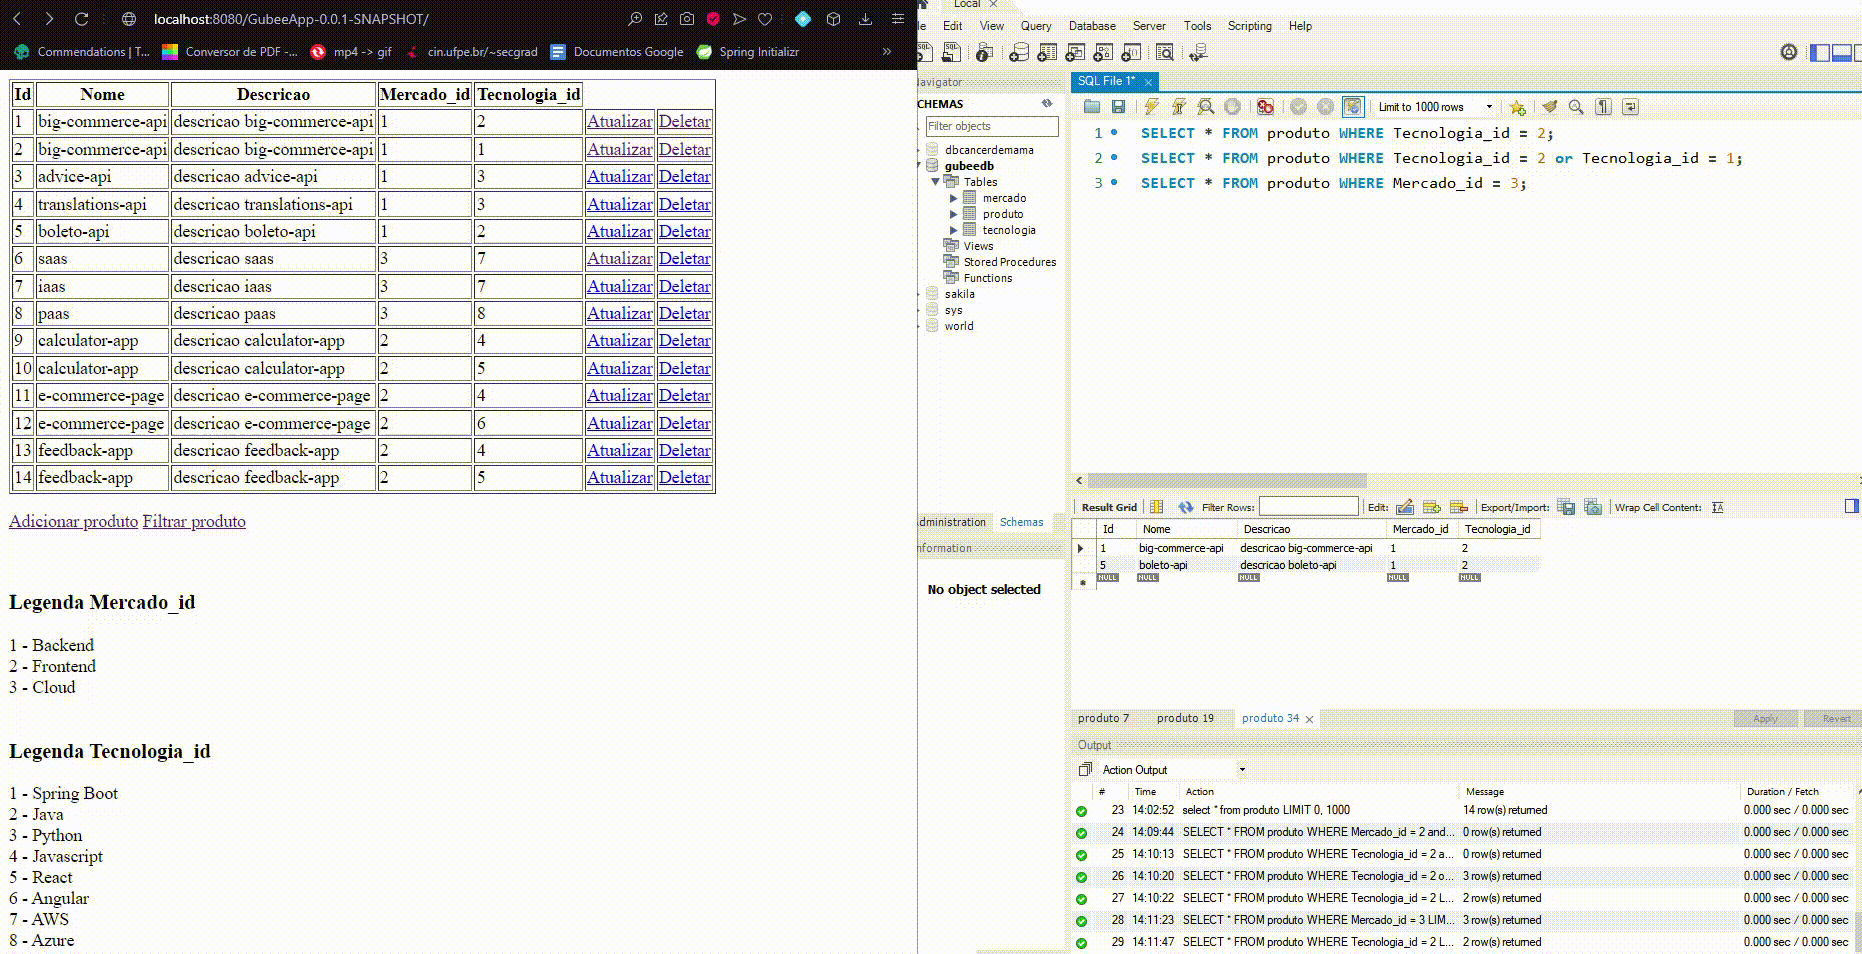 localhost:8080/GubeeApp-0.0.1-SNAPSHOT/
Commendations | T... Conversor de PDF -... mp4 -> gif cin.ufpe.br/~secgrad Documentos Google Spring Initializr »
Id Nome Descricao Mercado_id Tecnologia_id
1 big-commerce-api descricao big-commerce-api 1 2 Atualizar Deletar
2 big-commerce-api descricao big-commerce-api 1 1 Atualizar Deletar
3 advice-api descricao advice-api 1 3 Atualizar Deletar
4 translations-api descricao translations-api 1 3 Atualizar Deletar
5 boleto-api descricao boleto-api 1 2 Atualizar Deletar
6 saas descricao saas 3 7 Atualizar Deletar
7 iaas descricao iaas 3 7 Atualizar Deletar
8 paas descricao paas 3 8 Atualizar Deletar
9 calculator-app descricao calculator-app 2 4 Atualizar Deletar
10 calculator-app descricao calculator-app 2 5 Atualizar Deletar
11 e-commerce-page descricao e-commerce-page 2 4 Atualizar Deletar
12 e-commerce-page descricao e-commerce-page 2 6 Atualizar Deletar
13 feedback-app descricao feedback-app 2 4 Atualizar Deletar
14 feedback-app descricao feedback-app 2 5 Atualizar Deletar
Adicionar produto Filtrar produto
Legenda Mercado_id
1 - Backend
2 - Frontend
3 - Cloud
Legenda Tecnologia_id
1 - Spring Boot
2 - Java
3 - Python
4 - Javascript
5 - React
6 - Angular
7 - AWS
8 - Azure
Local
le Edit View Query Database Server Tools Scripting Help
avigator
CHEMAS
Filter objects
dbcancerdemama
gubeedb
Tables
mercado
produto
tecnologia
Views
Stored Procedures
Functions
sakila
sys
world
dministration Schemas
nformation
No object selected
SQL File 1*
Limit to 1000 rows
1 SELECT * FROM produto WHERE Tecnologia_id = 2;
2 SELECT * FROM produto WHERE Tecnologia_id = 2 or Tecnologia_id = 1;
3 SELECT * FROM produto WHERE Mercado_id = 3;
Result Grid Filter Rows: Edit: Export/Import: Wrap Cell Content:
Id Nome Descricao Mercado_id Tecnologia_id
1 big-commerce-api descricao big-commerce-api 1 2
5 boleto-api descricao boleto-api 1 2
NULL NULL NULL NULL NULL
produto 7 produto 19 produto 34 Apply Revert
Output
Action Output
# Time Action Message Duration / Fetch
23 14:02:52 select * from produto LIMIT 0, 1000 14 row(s) returned 0.000 sec / 0.000 sec
24 14:09:44 SELECT * FROM produto WHERE Mercado_id = 2 and... 0 row(s) returned 0.000 sec / 0.000 sec
25 14:10:13 SELECT * FROM produto WHERE Tecnologia_id = 2 a... 0 row(s) returned 0.000 sec / 0.000 sec
26 14:10:20 SELECT * FROM produto WHERE Tecnologia_id = 2 o... 3 row(s) returned 0.000 sec / 0.000 sec
27 14:10:22 SELECT * FROM produto WHERE Tecnologia_id = 2 L... 2 row(s) returned 0.000 sec / 0.000 sec
28 14:11:23 SELECT * FROM produto WHERE Mercado_id = 3 LIM... 3 row(s) returned 0.000 sec / 0.000 sec
29 14:11:47 SELECT * FROM produto WHERE Tecnologia_id = 2 L... 2 row(s) returned 0.000 sec / 0.000 sec